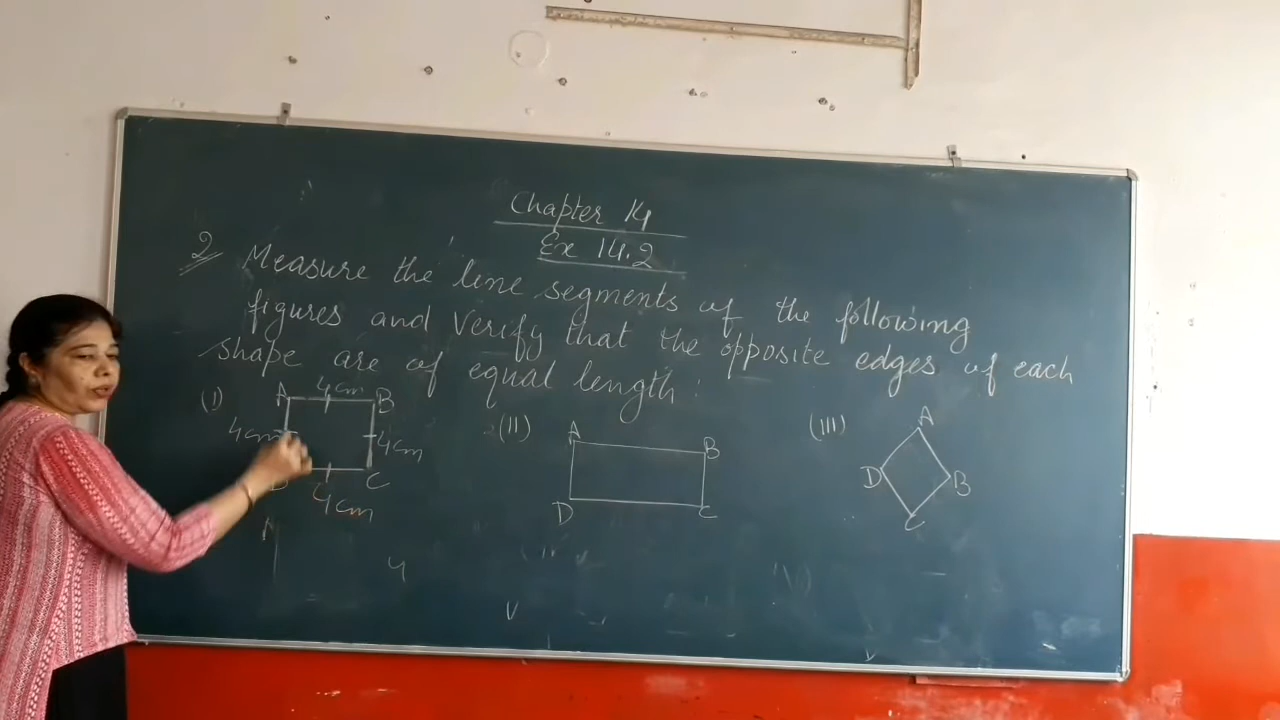 Chapter 14
Ex 14.2
2 Measure the line segments of the following
figures and Verify that the opposite edges of each
shape are of equal length :
(I) A 4cm B
4cm 4cm
C
4cm
(II) A B
D C
(III) A
D B
C